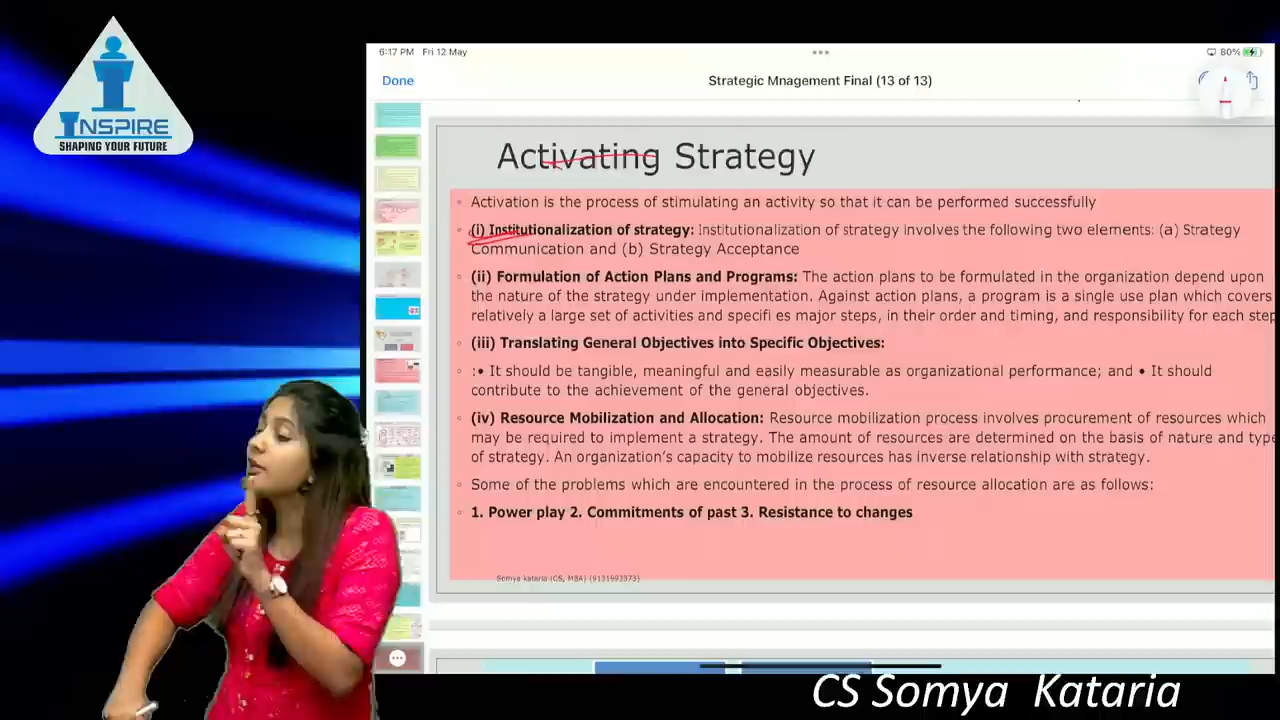 INSPIRE
SHAPING YOUR FUTURE
6:17 PM Fri 12 May
80%
Done
Strategic Mnagement Final (13 of 13)
Activating Strategy
Activation is the process of stimulating an activity so that it can be performed successfully
(i) Institutionalization of strategy: Institutionalization of strategy involves the following two elements: (a) Strategy
Communication and (b) Strategy Acceptance
(ii) Formulation of Action Plans and Programs: The action plans to be formulated in the organization depend upon
the nature of the strategy under implementation. Against action plans, a program is a single use plan which covers
relatively a large set of activities and specifi es major steps, in their order and timing, and responsibility for each step
(iii) Translating General Objectives into Specific Objectives:
:• It should be tangible, meaningful and easily measurable as organizational performance; and • It should
contribute to the achievement of the general objectives.
(iv) Resource Mobilization and Allocation: Resource mobilization process involves procurement of resources which
may be required to implement a strategy. The amount of resources are determined on the basis of nature and type
of strategy. An organization's capacity to mobilize resources has inverse relationship with strategy.
Some of the problems which are encountered in the process of resource allocation are as follows:
1. Power play 2. Commitments of past 3. Resistance to changes
Somya kataria (CS, MBA) (9131993373)
CS Somya Kataria